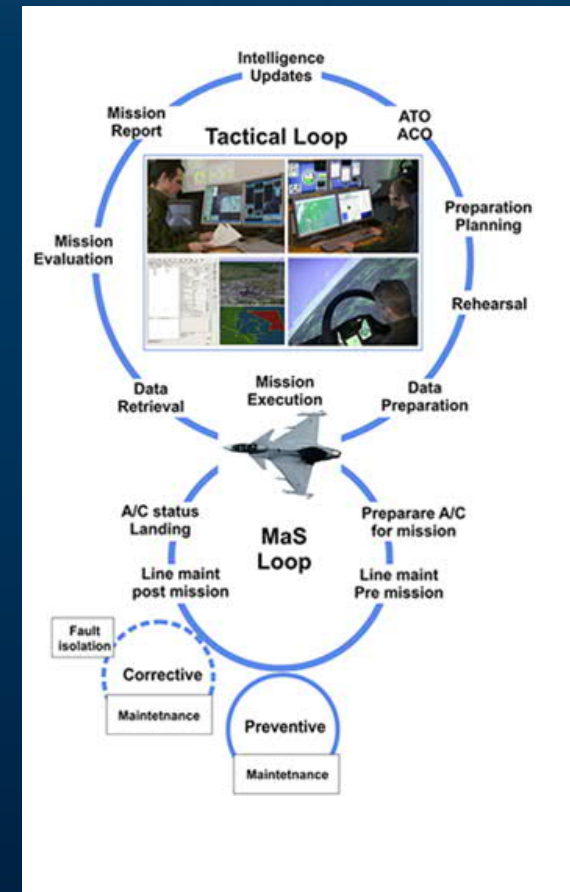 Intelligence
Updates
Mission
Report
ATO
ACO
Tactical Loop
Preparation
Planning
Mission
Evaluation
Rehearsal
Data
Retrieval
Mission
Execution
Data
Preparation
A/C status
Landing
Preparare A/C
for mission
MaS
Loop
Line maint
post mission
Line maint
Pre mission
Fault
isolation
Corrective
Maintetnance
Preventive
Maintetnance